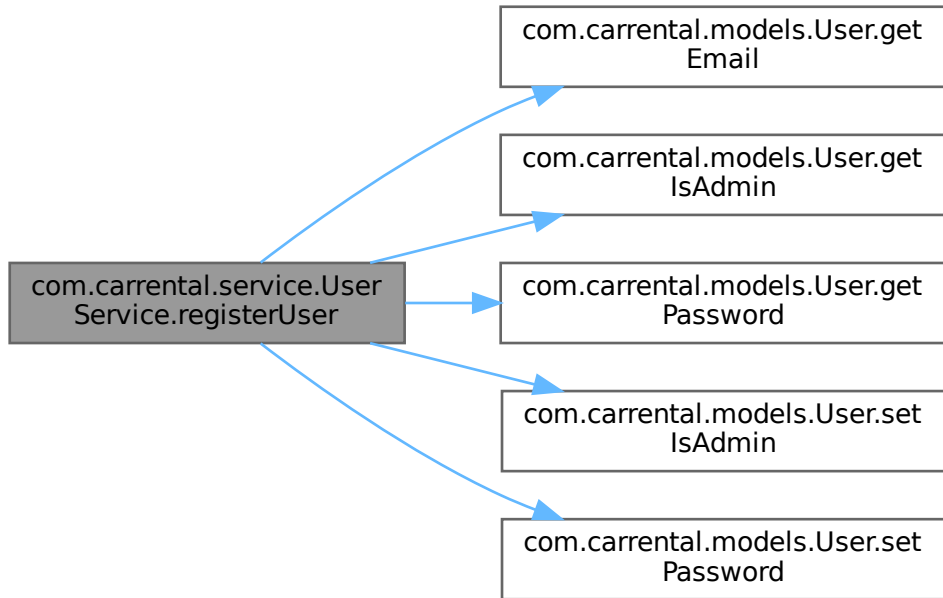 com.carrental.models.User.get
Email
com.carrental.models.User.get
IsAdmin
com.carrental.service.User
Service.registerUser
com.carrental.models.User.get
Password
com.carrental.models.User.set
IsAdmin
com.carrental.models.User.set
Password